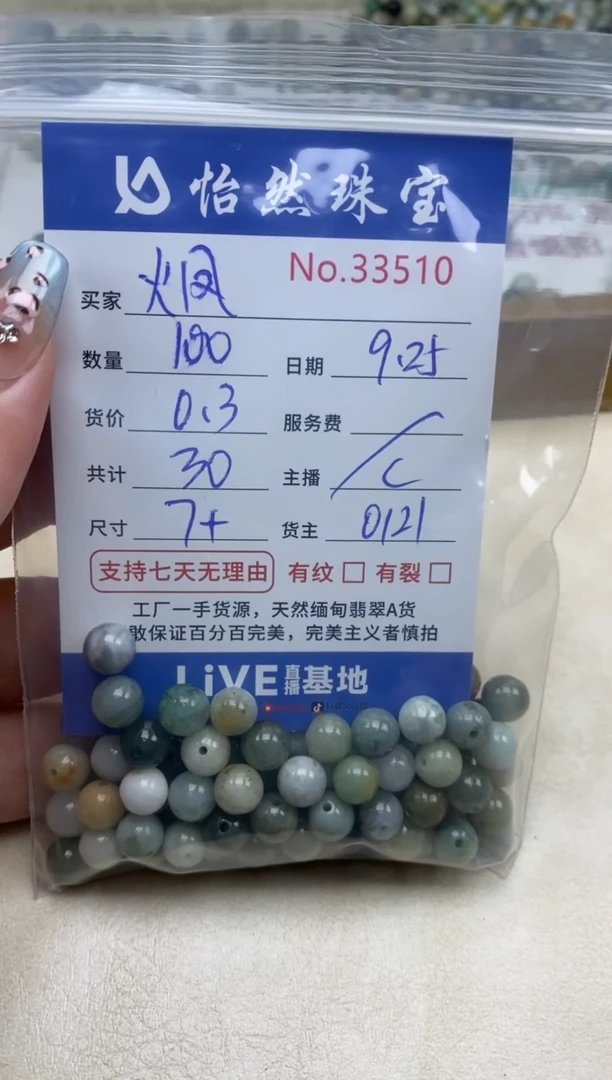 怡然珠宝
No.33510
买家 火凤
数量 100 日期 9.25
货价 0.3 服务费 /
共计 30 主播 C
尺寸 7+ 货主 0121
支持七天无理由 有纹 有裂
工厂一手货源，天然缅甸翡翠A货
敢保证百分百完美，完美主义者慎拍
LiVE直播基地